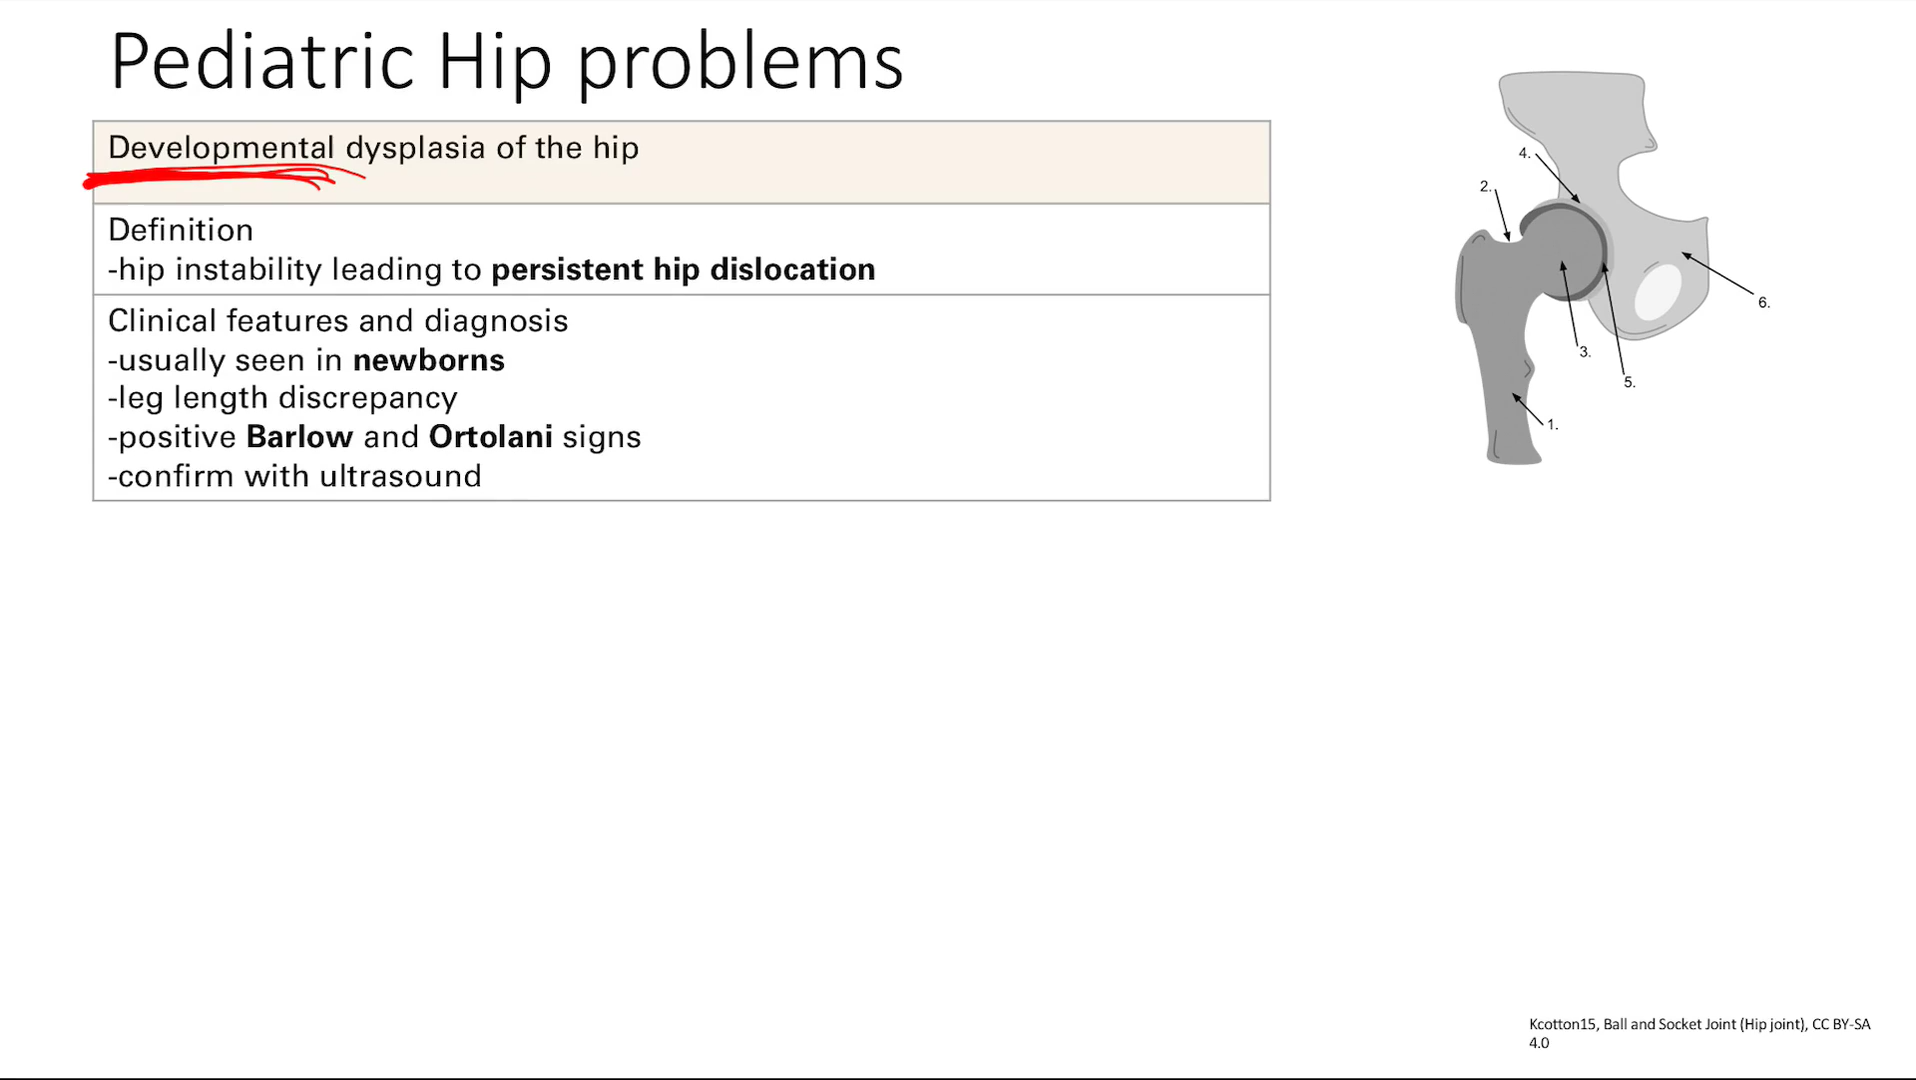 Pediatric Hip problems
Developmental dysplasia of the hip
Definition
-hip instability leading to persistent hip dislocation
Clinical features and diagnosis
-usually seen in newborns
-leg length discrepancy
-positive Barlow and Ortolani signs
-confirm with ultrasound
4.
2.
6.
3.
5.
1.
Kcotton15, Ball and Socket Joint (Hip joint), CC BY-SA
4.0